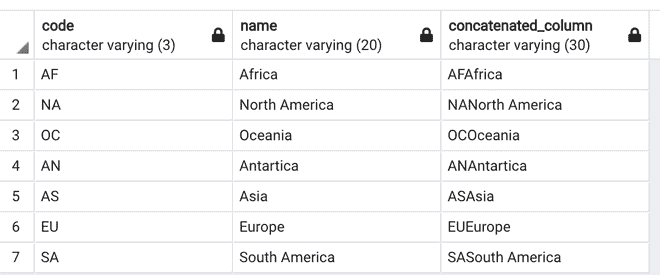 code name concatenated_column
character varying (3) character varying (20) character varying (30)
1 AF Africa AFAfrica
2 NA North America NANorth America
3 OC Oceania OCOceania
4 AN Antartica ANAntartica
5 AS Asia ASAsia
6 EU Europe EUEurope
7 SA South America SASouth America